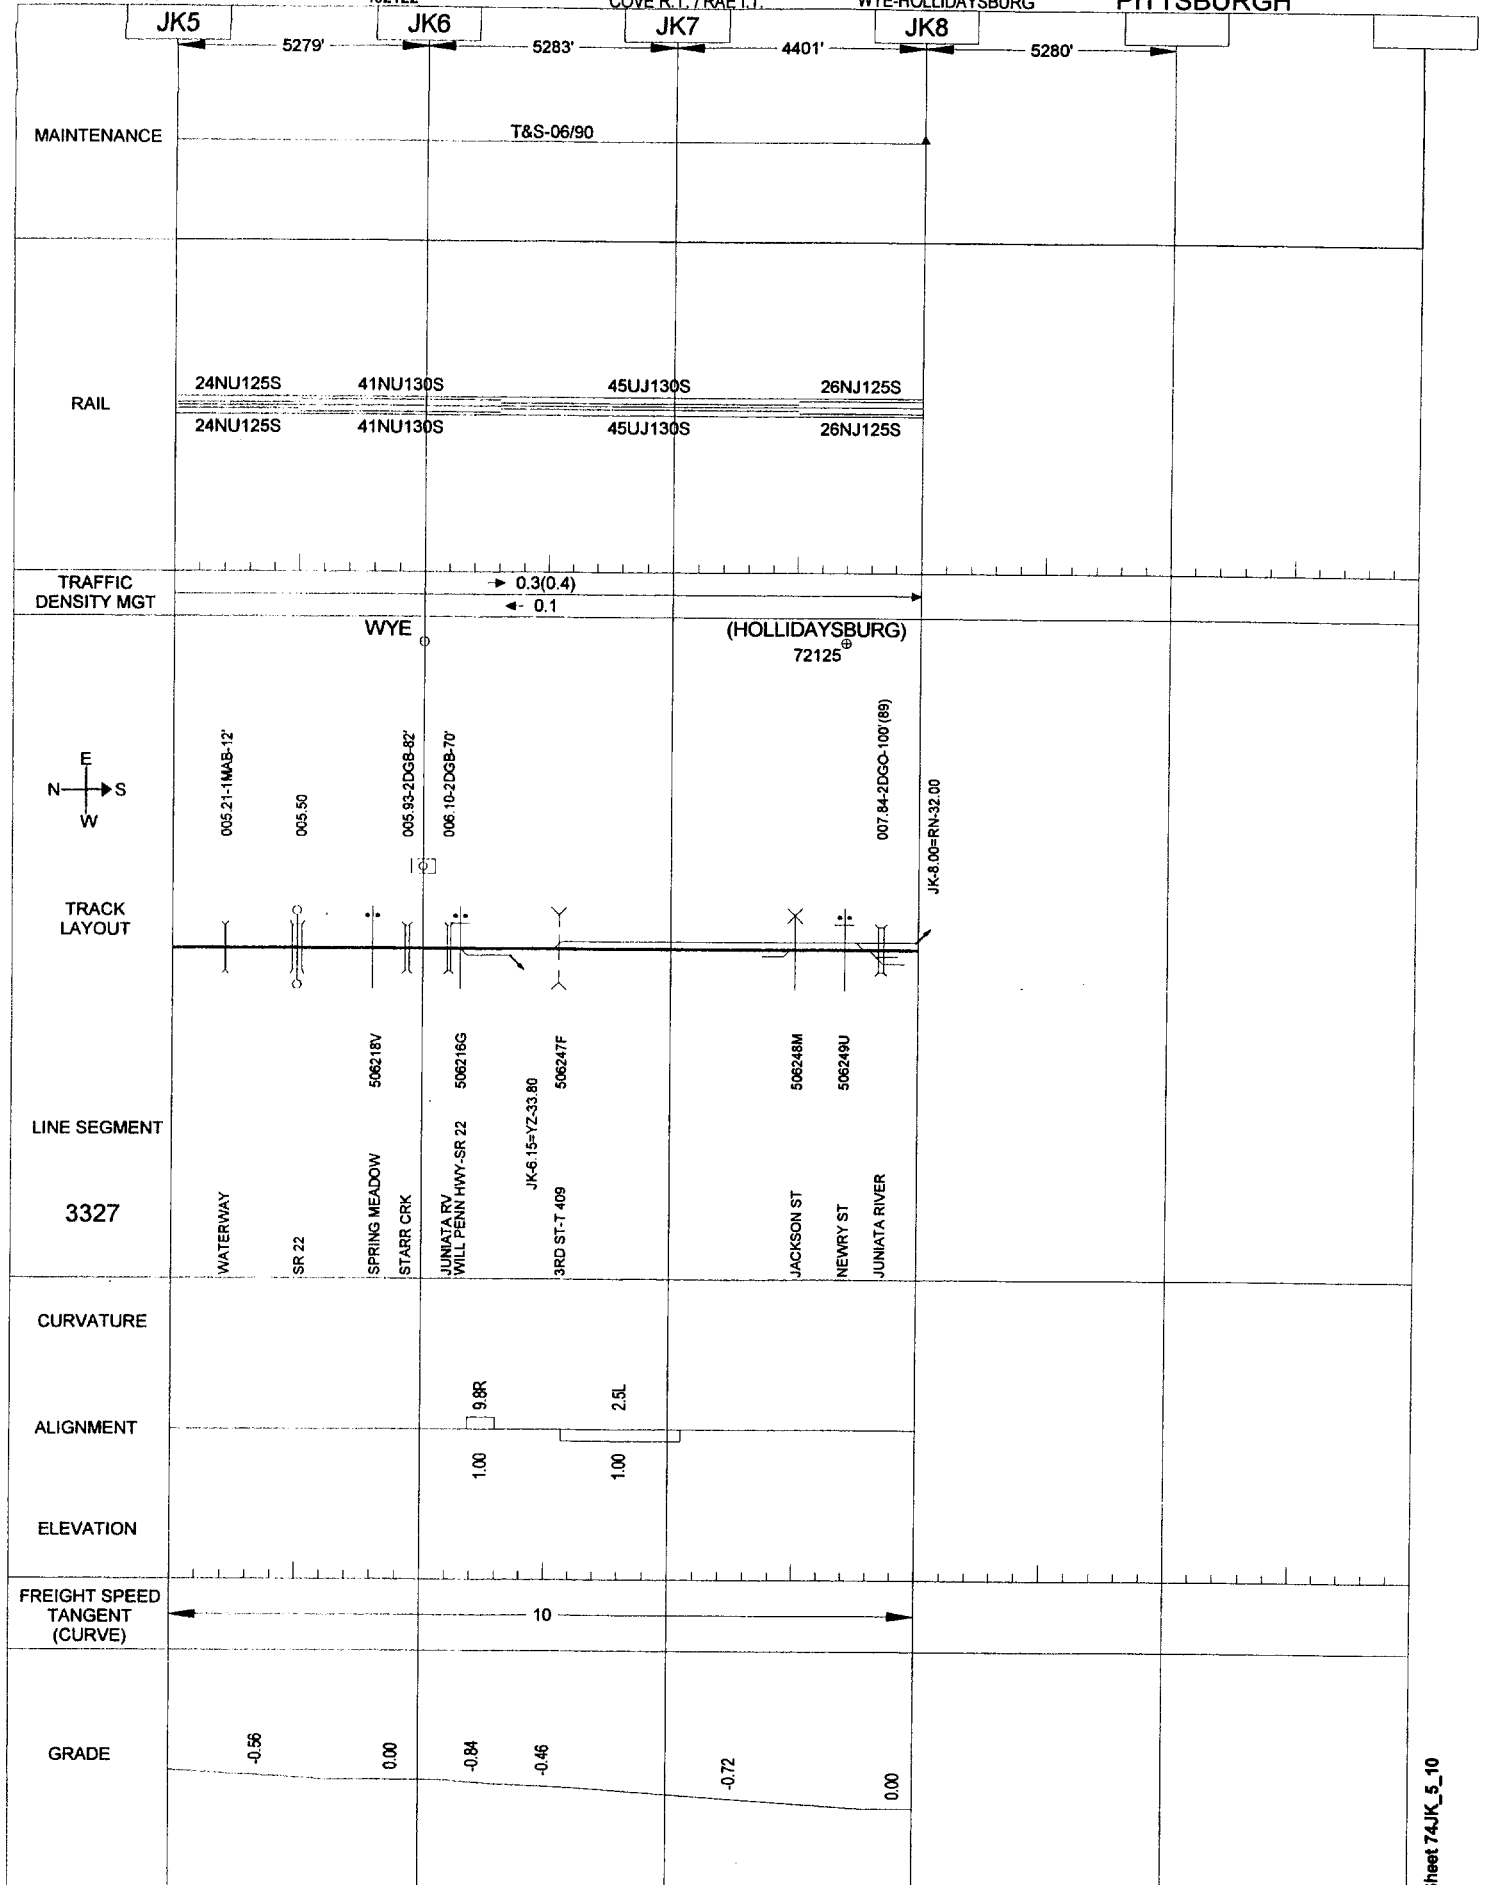 COVE R.T. / RAE I.T.
WYE-HOLLIDAYSBURG
PITTSBURGH
JK5
JK6
JK7
JK8
5279'
5283'
4401'
5280'
MAINTENANCE
T&S-06/90
24NU125S
41NU130S
45UJ130S
26NJ125S
RAIL
24NU125S
41NU130S
45UJ130S
26NJ125S
TRAFFIC
DENSITY MGT
0.3(0.4)
0.1
WYE
(HOLLIDAYSBURG)
72125
E
N
S
W
005.21-1MAB-12'
005.50
005.93-2DGB-82'
006.10-2DGB-70'
007.84-2DGO-100'(89)
JK-8.00=RN-32.00
TRACK
LAYOUT
506218V
506216G
JK-6.15=YZ-33.80
506247F
506248M
506249U
LINE SEGMENT
3327
WATERWAY
SR 22
SPRING MEADOW
STARR CRK
JUNIATA RV
WILL PENN HWY-SR 22
3RD ST-T 409
JACKSON ST
NEWRY ST
JUNIATA RIVER
CURVATURE
9.8R
2.5L
ALIGNMENT
1.00
1.00
ELEVATION
FREIGHT SPEED
TANGENT
(CURVE)
10
GRADE
-0.56
0.00
-0.84
-0.46
-0.72
0.00
Sheet 74JK_5_10